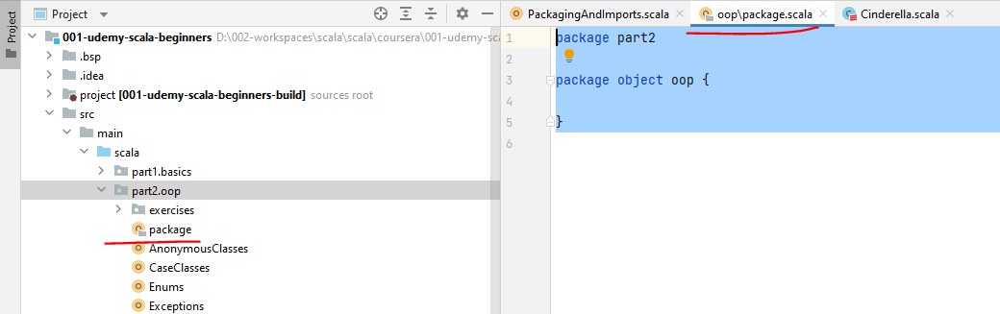 Project
Project
001-udemy-scala-beginners D:\002-workspaces\scala\scala\coursera\001-udemy-sca
.bsp
.idea
project [001-udemy-scala-beginners-build] sources root
src
main
scala
part1.basics
part2.oop
exercises
package
AnonymousClasses
CaseClasses
Enums
Exceptions
PackagingAndImports.scala oop\package.scala Cinderella.scala
1 package part2
2
3 package object oop {
4
5 }
6